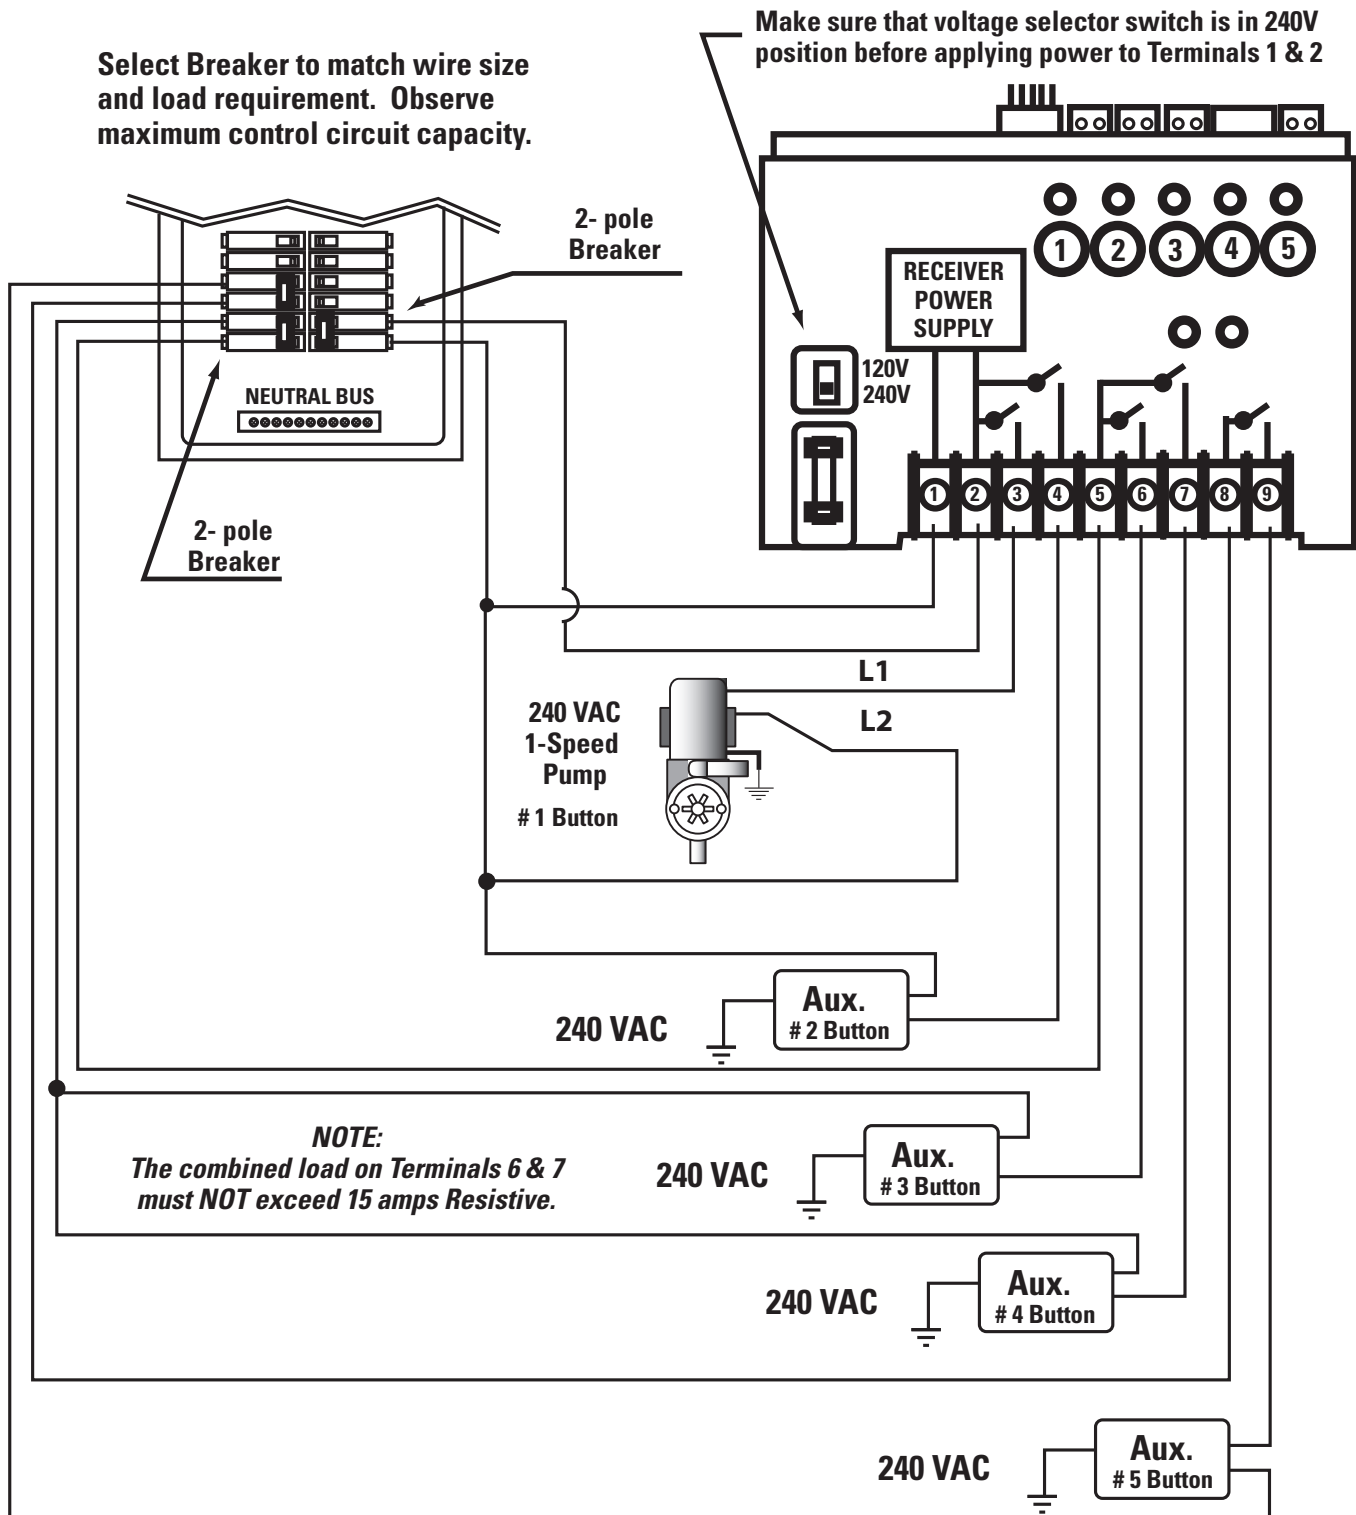 Make sure that voltage selector switch is in 240V
position before applying power to Terminals 1 & 2
Select Breaker to match wire size
and load requirement.  Observe
maximum control circuit capacity.
2- pole
Breaker
1 2 3 4 5
RECEIVER
POWER
SUPPLY
120V
240V
NEUTRAL BUS
1 2 3 4 5 6 7 8 9
2- pole
Breaker
L1
L2
240 VAC
1-Speed
Pump
# 1 Button
240 VAC
Aux.
# 2 Button
NOTE:
The combined load on Terminals 6 & 7
must NOT exceed 15 amps Resistive.
240 VAC
Aux.
# 3 Button
240 VAC
Aux.
# 4 Button
240 VAC
Aux.
# 5 Button